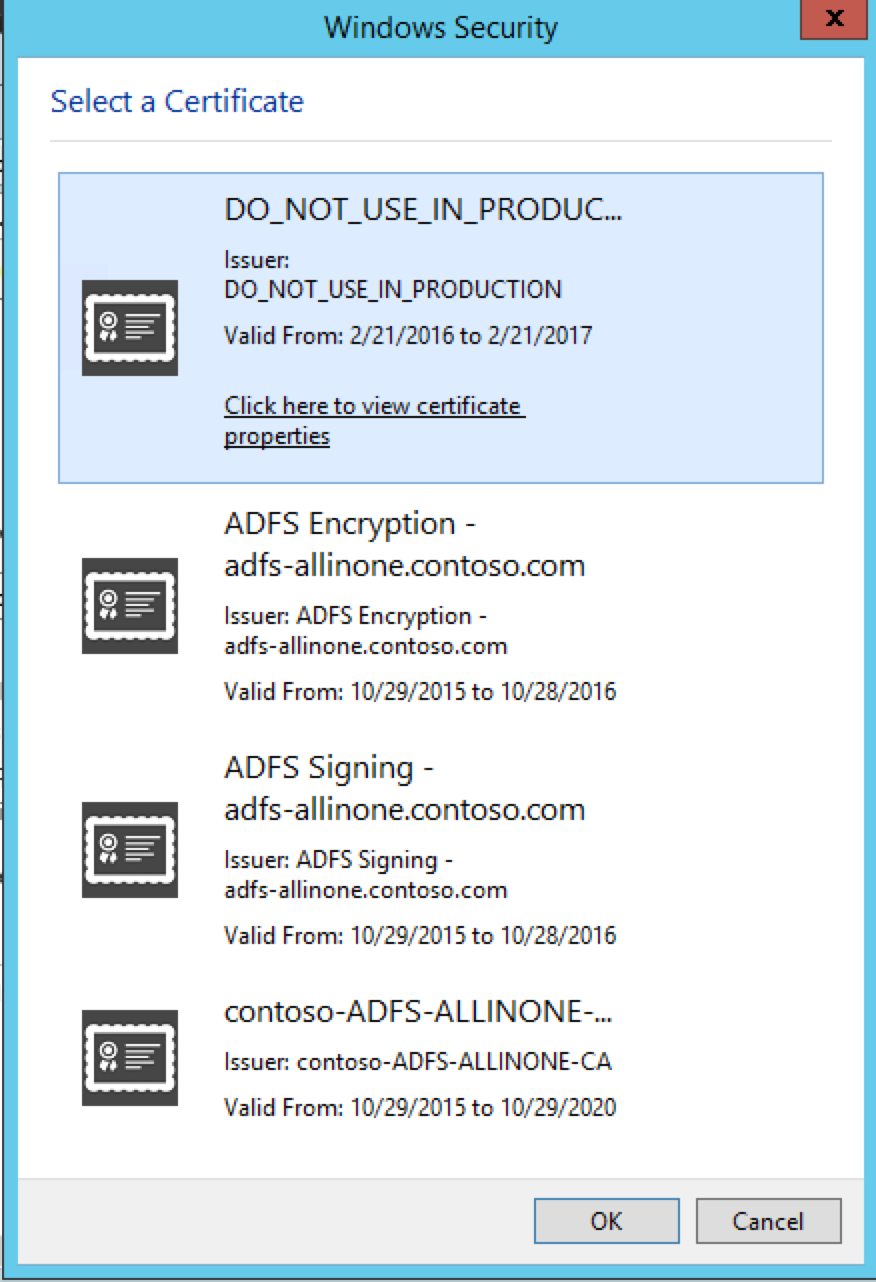 Windows Security
x
Select a Certificate
DO_NOT_USE_IN_PRODUC...
Issuer:
DO_NOT_USE_IN_PRODUCTION
Valid From: 2/21/2016 to 2/21/2017
Click here to view certificate
properties
ADFS Encryption -
adfs-allinone.contoso.com
Issuer: ADFS Encryption -
adfs-allinone.contoso.com
Valid From: 10/29/2015 to 10/28/2016
ADFS Signing -
adfs-allinone.contoso.com
Issuer: ADFS Signing -
adfs-allinone.contoso.com
Valid From: 10/29/2015 to 10/28/2016
contoso-ADFS-ALLINONE-...
Issuer: contoso-ADFS-ALLINONE-CA
Valid From: 10/29/2015 to 10/29/2020
OK Cancel